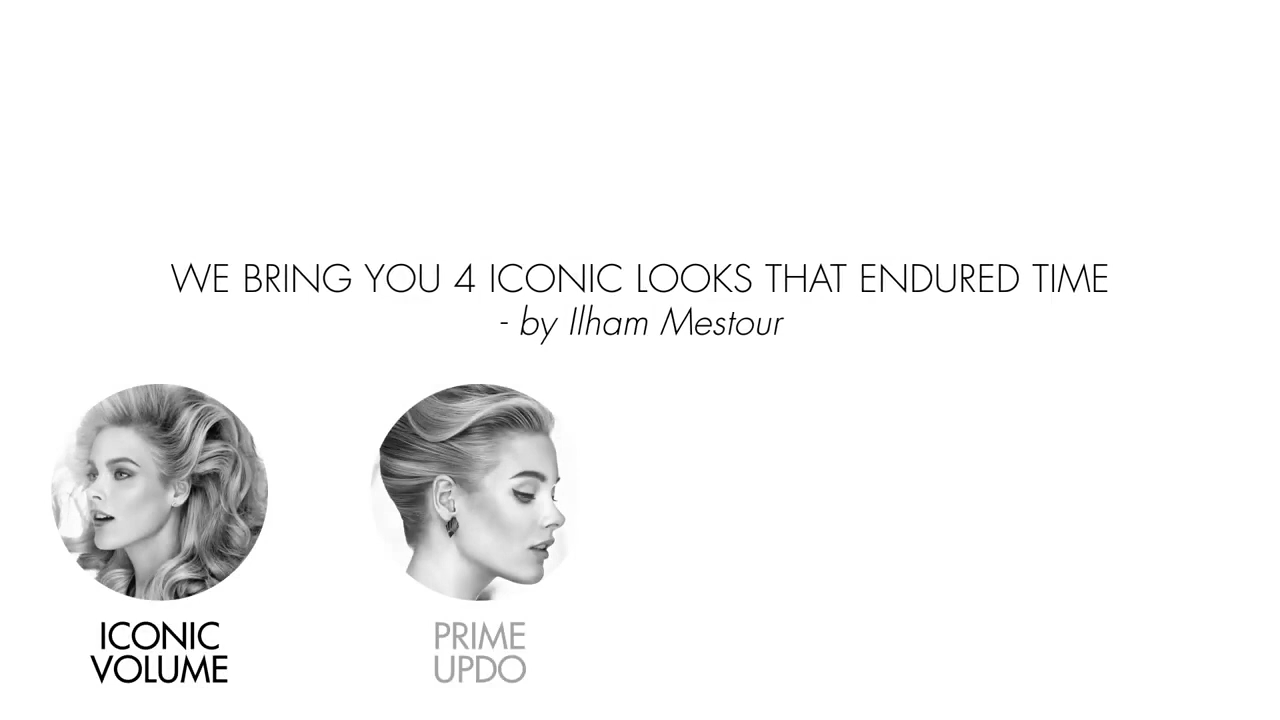 WE BRING YOU 4 ICONIC LOOKS THAT ENDURED TIME
- by Ilham Mestour
ICONIC
VOLUME
PRIME
UPDO